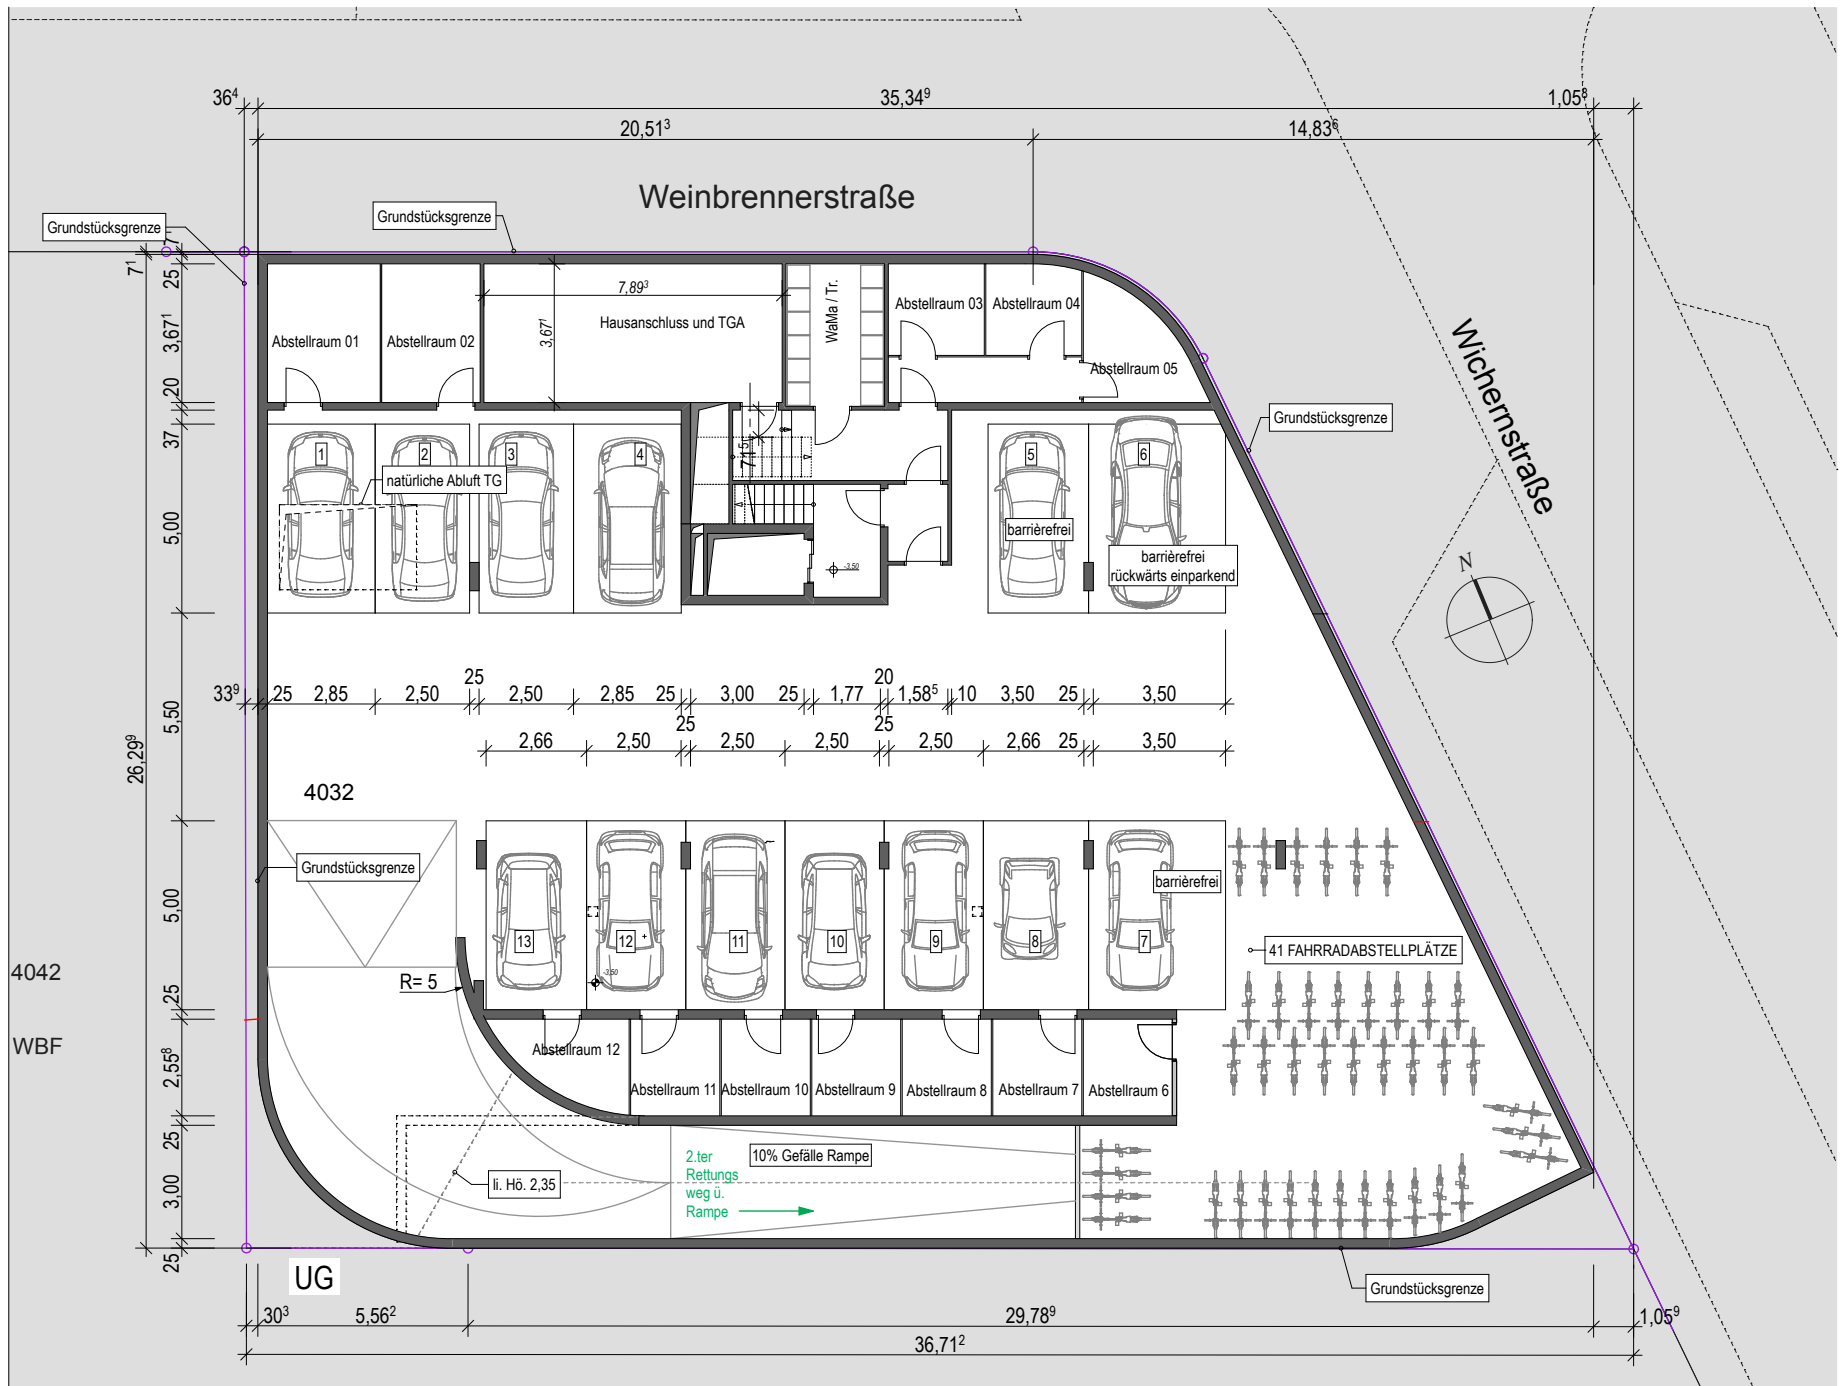 36⁴
35,34⁹
1,05⁸
20,51³
14,83⁶
Weinbrennerstraße
Grundstücksgrenze
Grundstücksgrenze
7¹
25
3,67¹
20
37
5,00
5,50
26,29⁹
5,00
25
2,55⁸
25
3,00
25
7,89³
3,67¹
Hausanschluss und TGA
WaMa / Tr.
Abstellraum 01
Abstellraum 02
Abstellraum 03
Abstellraum 04
Abstellraum 05
Wichernstraße
Grundstücksgrenze
1
2
3
4
5
6
natürliche Abluft TG
barrièrefrei
barrièrefrei
rückwärts einparkend
-3,50
N
33⁹
25
2,85
2,50
25
2,50
2,85
25
3,00
25
1,77
20
1,58⁵
10
3,50
25
3,50
2,66
2,50
25
2,50
2,50
25
2,50
2,66
25
3,50
4032
Grundstücksgrenze
barrièrefrei
13
12
11
10
9
8
7
-3,50
41 FAHRRADABSTELLPLÄTZE
4042
WBF
R= 5
Abstellraum 12
Abstellraum 11
Abstellraum 10
Abstellraum 9
Abstellraum 8
Abstellraum 7
Abstellraum 6
2.ter
Rettungs
weg ü.
Rampe
10% Gefälle Rampe
li. Hö. 2,35
UG
Grundstücksgrenze
30³
5,56²
29,78⁹
1,05⁹
36,71²